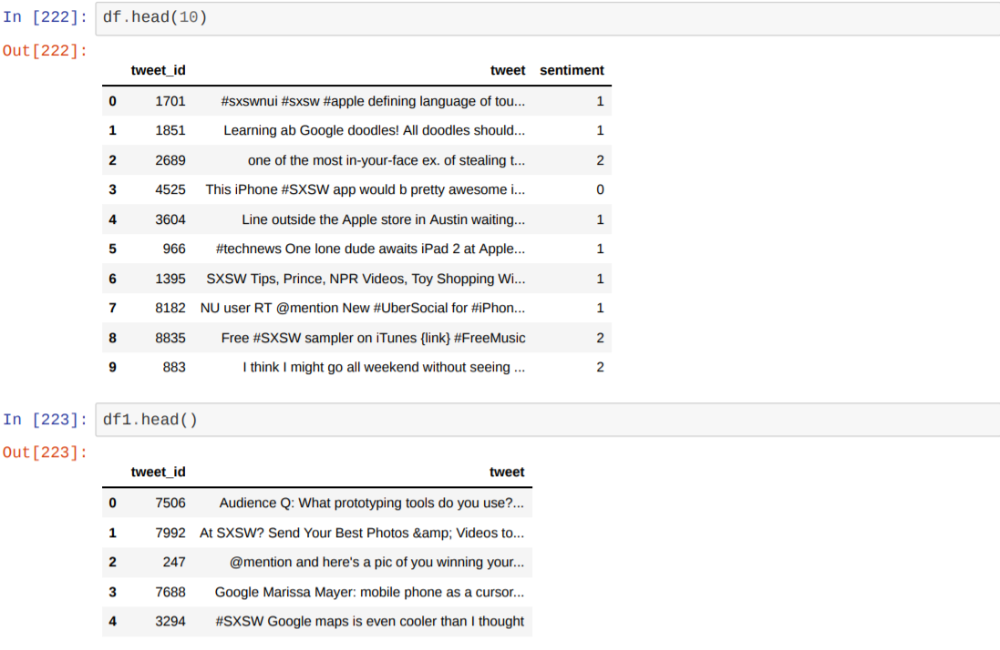 In [222]: df.head(10)
Out[222]:
tweet_id tweet sentiment
0 1701 #sxswnui #sxsw #apple defining language of tou... 1
1 1851 Learning ab Google doodles! All doodles should... 1
2 2689 one of the most in-your-face ex. of stealing t... 2
3 4525 This iPhone #SXSW app would b pretty awesome i... 0
4 3604 Line outside the Apple store in Austin waiting... 1
5 966 #technews One lone dude awaits iPad 2 at Apple... 1
6 1395 SXSW Tips, Prince, NPR Videos, Toy Shopping Wi... 1
7 8182 NU user RT @mention New #UberSocial for #iPhon... 1
8 8835 Free #SXSW sampler on iTunes {link} #FreeMusic 2
9 883 I think I might go all weekend without seeing ... 2
In [223]: df1.head()
Out[223]:
tweet_id tweet
0 7506 Audience Q: What prototyping tools do you use?...
1 7992 At SXSW? Send Your Best Photos &amp; Videos to...
2 247 @mention and here's a pic of you winning your...
3 7688 Google Marissa Mayer: mobile phone as a cursor...
4 3294 #SXSW Google maps is even cooler than I thought